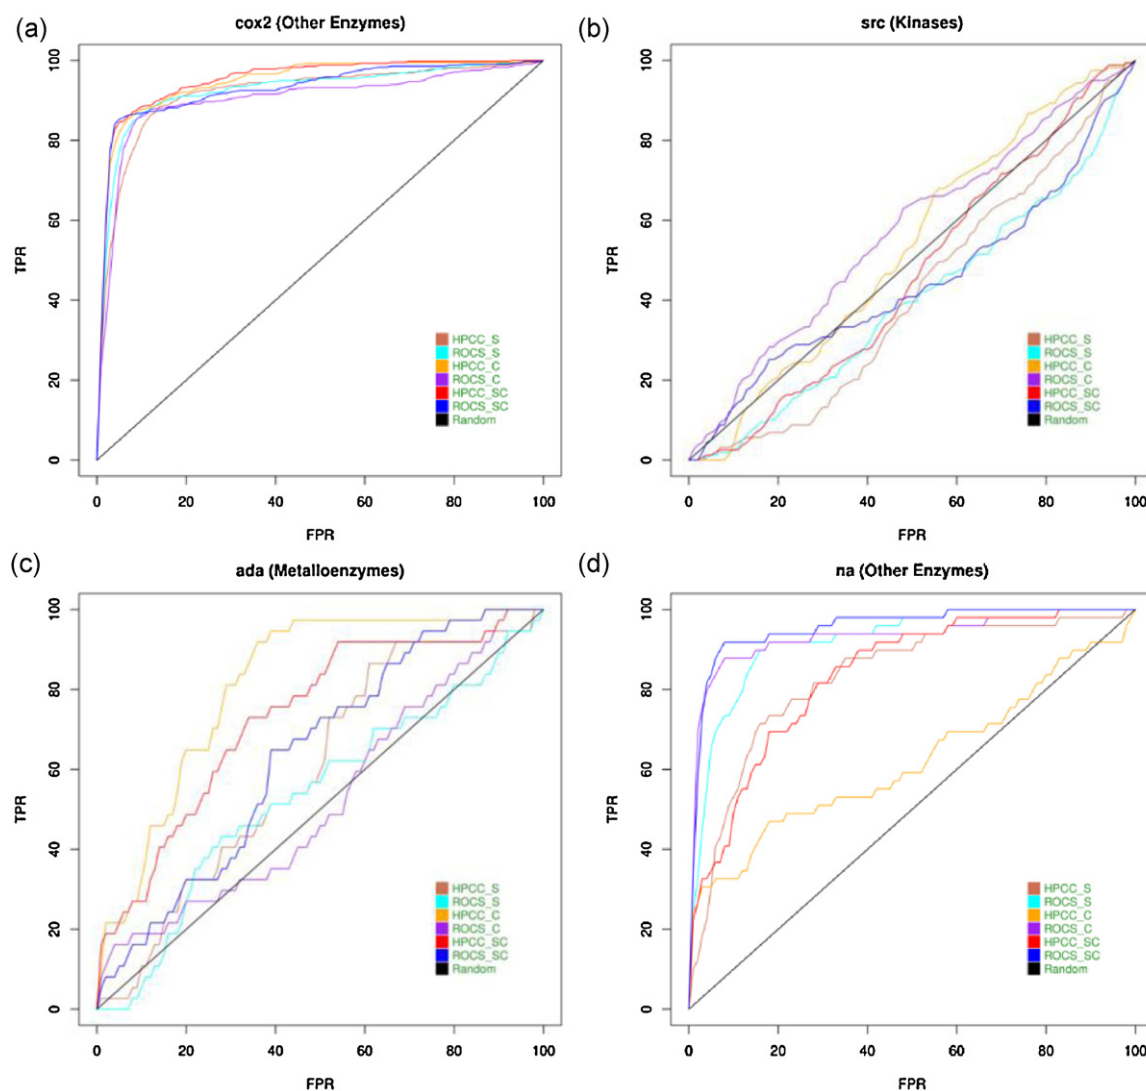 (a)
cox2 (Other Enzymes)
TPR
100
80
60
40
20
0
HPCC_S
ROCS_S
HPCC_C
ROCS_C
HPCC_SC
ROCS_SC
Random
0 20 40 60 80 100
FPR
(b)
src (Kinases)
TPR
100
80
60
40
20
0
HPCC_S
ROCS_S
HPCC_C
ROCS_C
HPCC_SC
ROCS_SC
Random
0 20 40 60 80 100
FPR
(c)
ada (Metalloenzymes)
TPR
100
80
60
40
20
0
HPCC_S
ROCS_S
HPCC_C
ROCS_C
HPCC_SC
ROCS_SC
Random
0 20 40 60 80 100
FPR
(d)
na (Other Enzymes)
TPR
100
80
60
40
20
0
HPCC_S
ROCS_S
HPCC_C
ROCS_C
HPCC_SC
ROCS_SC
Random
0 20 40 60 80 100
FPR